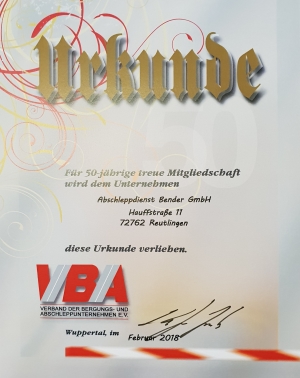 Urkunde
50
Für 50-jährige treue Mitgliedschaft
wird dem Unternehmen
Abschleppdienst Bender GmbH
Hauffstraße 11
72762 Reutlingen
diese Urkunde verliehen.
VBA
VERBAND DER BERGUNGS- UND
ABSCHLEPPUNTERNEHMEN E.V.
Wuppertal, im
Februar 2018